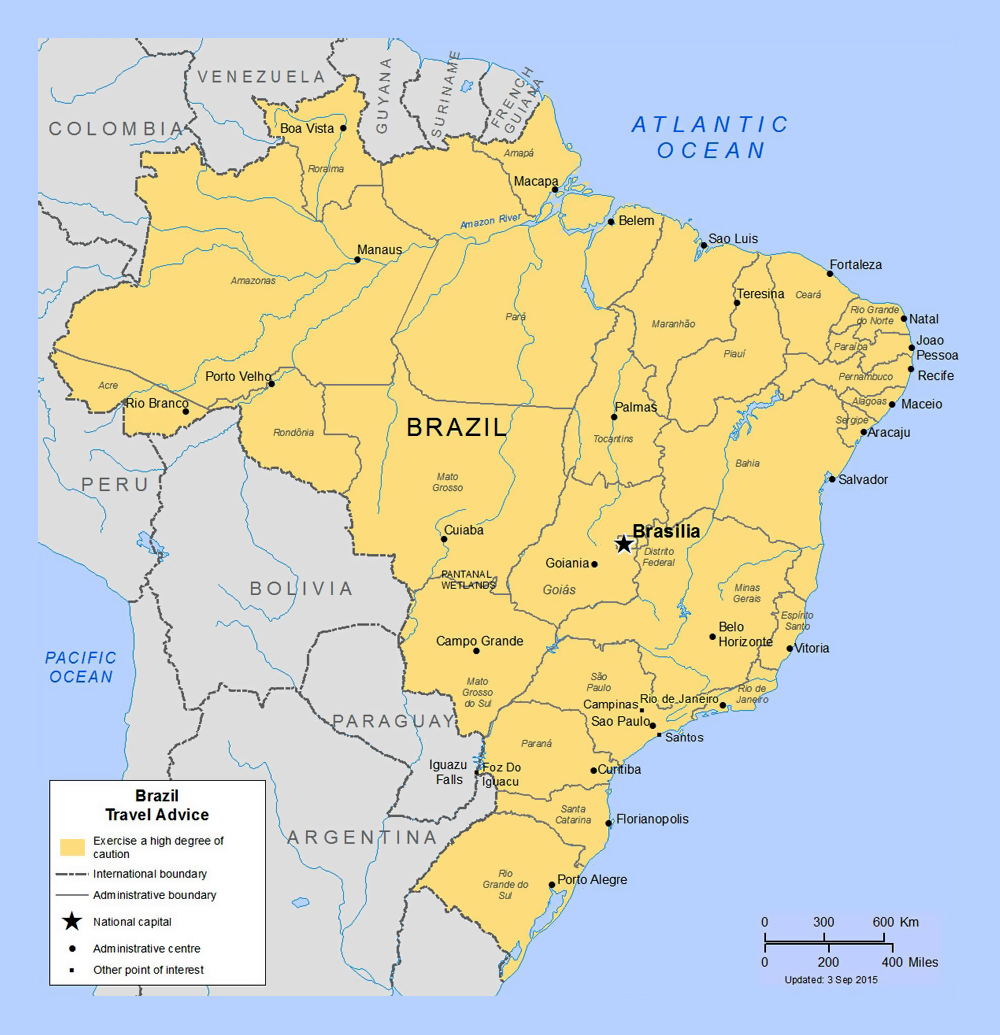 VENEZUELA
GUYANA
SURINAME
FRENCH
GUIANA
COLOMBIA
Boa Vista
ATLANTIC
OCEAN
Roraima
Amapá
Macapa
Amazon River
Belem
Sao Luis
Manaus
Fortaleza
Amazonas
Teresina
Ceará
Rio Grande
do Norte
Natal
Pará
Maranhão
Joao
Pessoa
Paraíba
Piauí
Recife
Pernambuco
Acre
Porto Velho
Rio Branco
Palmas
Alagoas
Maceio
BRAZIL
Sergipe
Aracaju
Rondônia
Tocantins
Bahia
PERU
Mato
Grosso
Salvador
Cuiaba
Brasília
Distrito
Federal
Goiania
PANTANAL
WETLANDS
BOLIVIA
Goiás
Minas
Gerais
Espírito
Santo
Belo
Horizonte
Campo Grande
Vitoria
PACIFIC
OCEAN
Mato
Grosso
do Sul
São
Paulo
Rio de Janeiro
Rio de
Janeiro
Campinas
Sao Paulo
PARAGUAY
Santos
Paraná
Iguazu
Falls
Foz Do
Iguacu
Curitiba
Santa
Catarina
Florianopolis
ARGENTINA
Rio
Grande do
Sul
Porto Alegre
Brazil
Travel Advice
Exercise a high degree of
caution
International boundary
Administrative boundary
National capital
Administrative centre
Other point of interest
0 300 600 Km
0 200 400 Miles
Updated: 3 Sep 2015